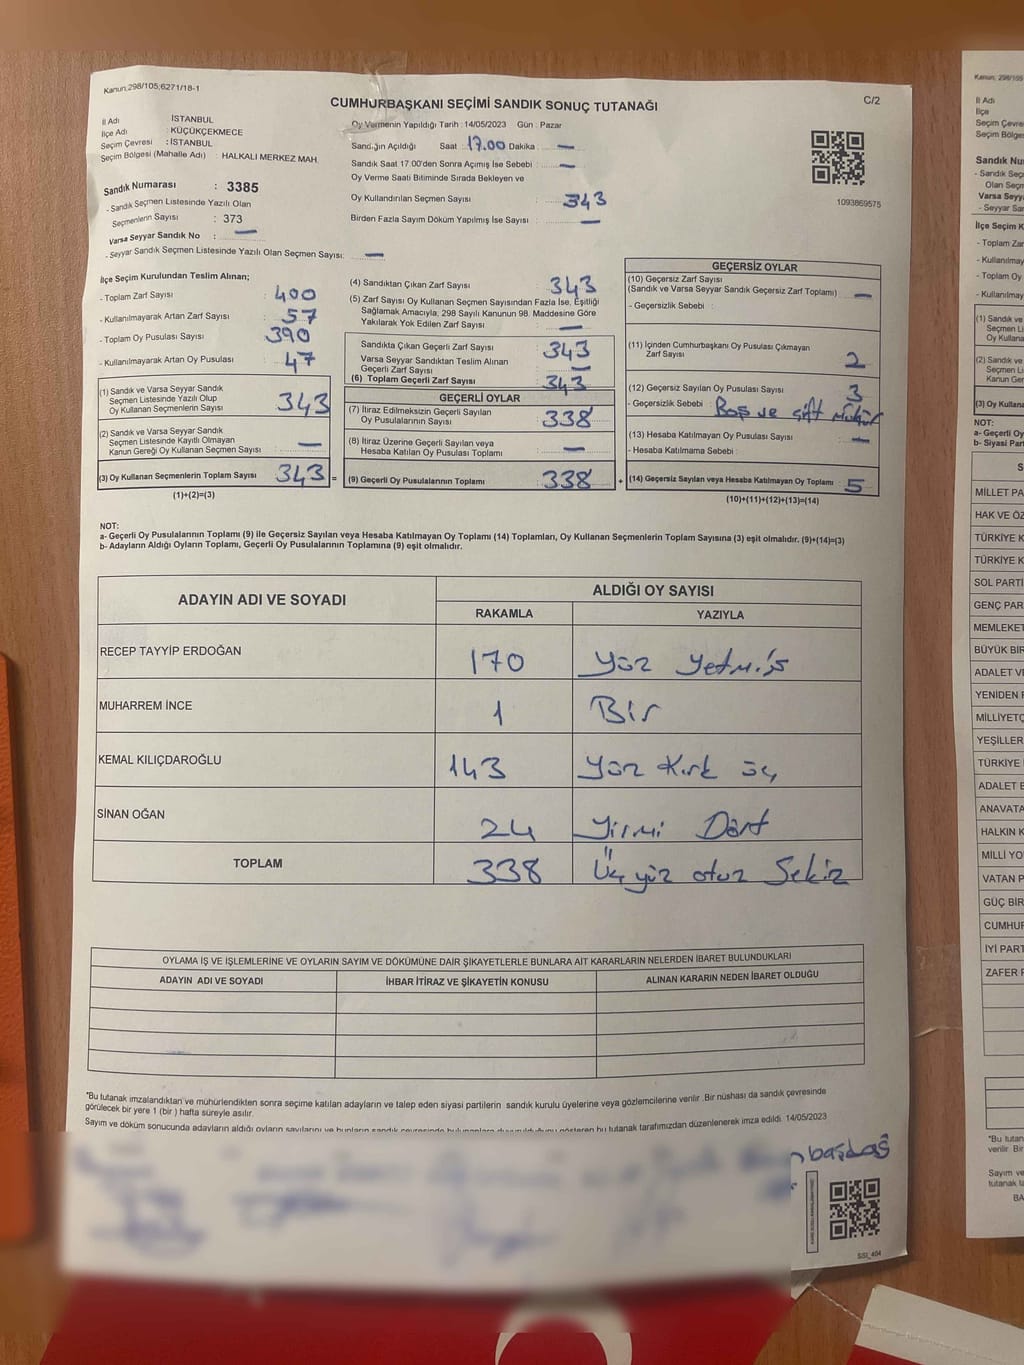 Kanun;298/105;6271/18-1
CUMHURBAŞKANI SEÇİMİ SANDIK SONUÇ TUTANAĞI
C/2
İl Adı İSTANBUL
İlçe Adı : KÜÇÜKÇEKMECE
Seçim Çevresi : İSTANBUL
Seçim Bölgesi (Mahalle Adı) : HALKALI MERKEZ MAH.
Sandık Numarası : 3385
- Sandık Seçmen Listesinde Yazılı Olan
Seçmenlerin Sayısı : 373
Varsa Seyyar Sandık No : —
- Seyyar Sandık Seçmen Listesinde Yazılı Olan Seçmen Sayısı: —
Oy Vermenin Yapıldığı Tarih : 14/05/2023 Gün : Pazar
Sandığın Açıldığı Saat : 17.00 Dakika : —
Sandık Saat 17.00'den Sonra Açımış İse Sebebi : —
Oy Verme Saati Bitiminde Sırada Bekleyen ve
Oy Kullandırılan Seçmen Sayısı : 343
Birden Fazla Sayım Döküm Yapılmış İse Sayısı : —
1093869575
İlçe Seçim Kurulundan Teslim Alınan;
- Toplam Zarf Sayısı : 400
- Kullanılmayarak Artan Zarf Sayısı : 57
- Toplam Oy Pusulası Sayısı : 390
- Kullanılmayarak Artan Oy Pusulası : 47
(1) Sandık ve Varsa Seyyar Sandık
Seçmen Listesinde Yazılı Olup
Oy Kullanan Seçmenlerin Sayısı : 343
(2) Sandık ve Varsa Seyyar Sandık
Seçmen Listesinde Kayıtlı Olmayan
Kanun Gereği Oy Kullanan Seçmen Sayısı : —
(3) Oy Kullanan Seçmenlerin Toplam Sayısı : 343 =
(1)+(2)=(3)
(4) Sandıktan Çıkan Zarf Sayısı : 343
(5) Zarf Sayısı Oy Kullanan Seçmen Sayısından Fazla İse, Eşitliği
Sağlamak Amacıyla, 298 Sayılı Kanunun 98. Maddesine Göre
Yakılarak Yok Edilen Zarf Sayısı : —
Sandıkta Çıkan Geçerli Zarf Sayısı : 343
Varsa Seyyar Sandıktan Teslim Alınan
Geçerli Zarf Sayısı : —
(6) Toplam Geçerli Zarf Sayısı : 343
GEÇERLİ OYLAR
(7) İtiraz Edilmeksizin Geçerli Sayılan
Oy Pusulalarının Sayısı : 338
(8) İtiraz Üzerine Geçerli Sayılan veya
Hesaba Katılan Oy Pusulası Toplamı : —
(9) Geçerli Oy Pusulalarının Toplamı : 338 +
GEÇERSİZ OYLAR
(10) Geçersiz Zarf Sayısı
(Sandık ve Varsa Seyyar Sandık Geçersiz Zarf Toplamı) : —
- Geçersizlik Sebebi :
(11) İçinden Cumhurbaşkanı Oy Pusulası Çıkmayan
Zarf Sayısı : 2
(12) Geçersiz Sayılan Oy Pusulası Sayısı : 3
- Geçersizlik Sebebi : Boş ve çift mühür
(13) Hesaba Katılmayan Oy Pusulası Sayısı : —
- Hesaba Katılmama Sebebi :
(14) Geçersiz Sayılan veya Hesaba Katılmayan Oy Toplamı : 5
(10)+(11)+(12)+(13)=(14)
NOT:
a- Geçerli Oy Pusulalarının Toplamı (9) ile Geçersiz Sayılan veya Hesaba Katılmayan Oy Toplamı (14) Toplamları, Oy Kullanan Seçmenlerin Toplam Sayısına (3) eşit olmalıdır. (9)+(14)=(3)
b- Adayların Aldığı Oyların Toplamı, Geçerli Oy Pusulalarının Toplamına (9) eşit olmalıdır.
ADAYIN ADI VE SOYADI ALDIĞI OY SAYISI
RAKAMLA YAZIYLA
RECEP TAYYİP ERDOĞAN 170 Yüz Yetmiş
MUHARREM İNCE 1 Bir
KEMAL KILIÇDAROĞLU 143 Yüz Kırk üç
SİNAN OĞAN 24 Yirmi Dört
TOPLAM 338 Üçyüz otuz Sekiz
OYLAMA İŞ VE İŞLEMLERİNE VE OYLARIN SAYIM VE DÖKÜMÜNE DAİR ŞİKAYETLERLE BUNLARA AİT KARARLARIN NELERDEN İBARET BULUNDUKLARI
ADAYIN ADI VE SOYADI İHBAR İTİRAZ VE ŞİKAYETİN KONUSU ALINAN KARARIN NEDEN İBARET OLDUĞU
*Bu tutanak imzalandıktan ve mühürlendikten sonra seçime katılan adayların ve talep eden siyasi partilerin sandık kurulu üyelerine veya gözlemcilerine verilir .Bir nüshası da sandık çevresinde
görülecek bir yere 1 (bir ) hafta süreyle asılır.
Sayım ve döküm sonucunda adayların aldığı oyların sayılarını ve bunların sandık çevresinde gösteren bu tutanak tarafımızdan düzenlenerek imza edildi. 14/05/2023
başdaş
SSİ_404
Kanun; 298/105
İl Adı
İlçe
Seçim Çevre
Seçim Bölge
Sandık Nu
- Sandık Seç
Olan Seç
Varsa Seyy
- Seyyar San
İlçe Seçim K
- Toplam Zar
- Kullanılmay
- Toplam Oy
- Kullanılmay
(1) Sandık ve
Seçmen Li
Oy Kullana
(2) Sandık ve
Seçmen Li
Kanun Ger
(3) Oy Kullana
NOT:
a- Geçerli Oy
b- Siyasi Part
S
MİLLET PA
HAK VE ÖZ
TÜRKİYE K
TÜRKİYE K
SOL PARTİ
GENÇ PAR
MEMLEKET
BÜYÜK BİR
ADALET VE
YENİDEN R
MİLLİYETÇ
YEŞİLLER
TÜRKİYE İ
ADALET B
ANAVATA
HALKIN K
MİLLİ YO
VATAN P
GÜÇ BİR
CUMHUR
İYİ PART
ZAFER P
*Bu tutan
verilir Bir
Sayım ve
tutanak ta
BA